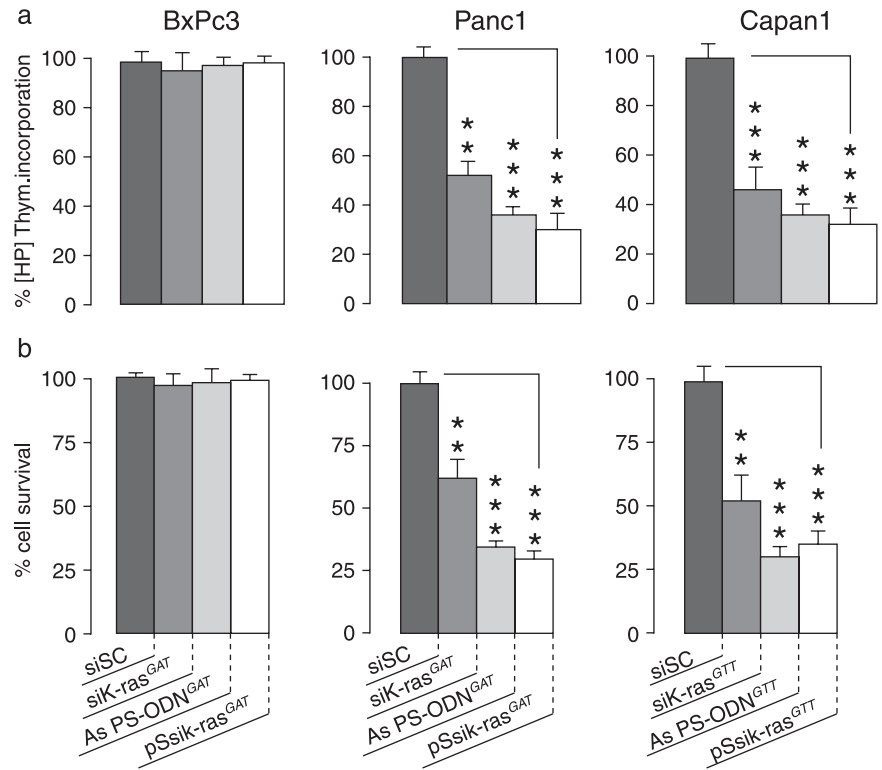 a BxPc3 Panc1 Capan1
% [HP] Thym.incorporation
100 100 100
80 80 80
60 60 60
40 40 40
20 20 20
0 0 0
** *** ***
*** *** ***
b
% cell survival
100 100 100
75 75 75
50 50 50
25 25 25
0 0 0
** *** ***
** *** ***
siSC siSC siSC
siK-rasGAT siK-rasGAT siK-rasGTT
As PS-ODNGAT As PS-ODNGAT As PS-ODNGTT
pSsik-rasGAT pSsik-rasGAT pSsik-rasGTT